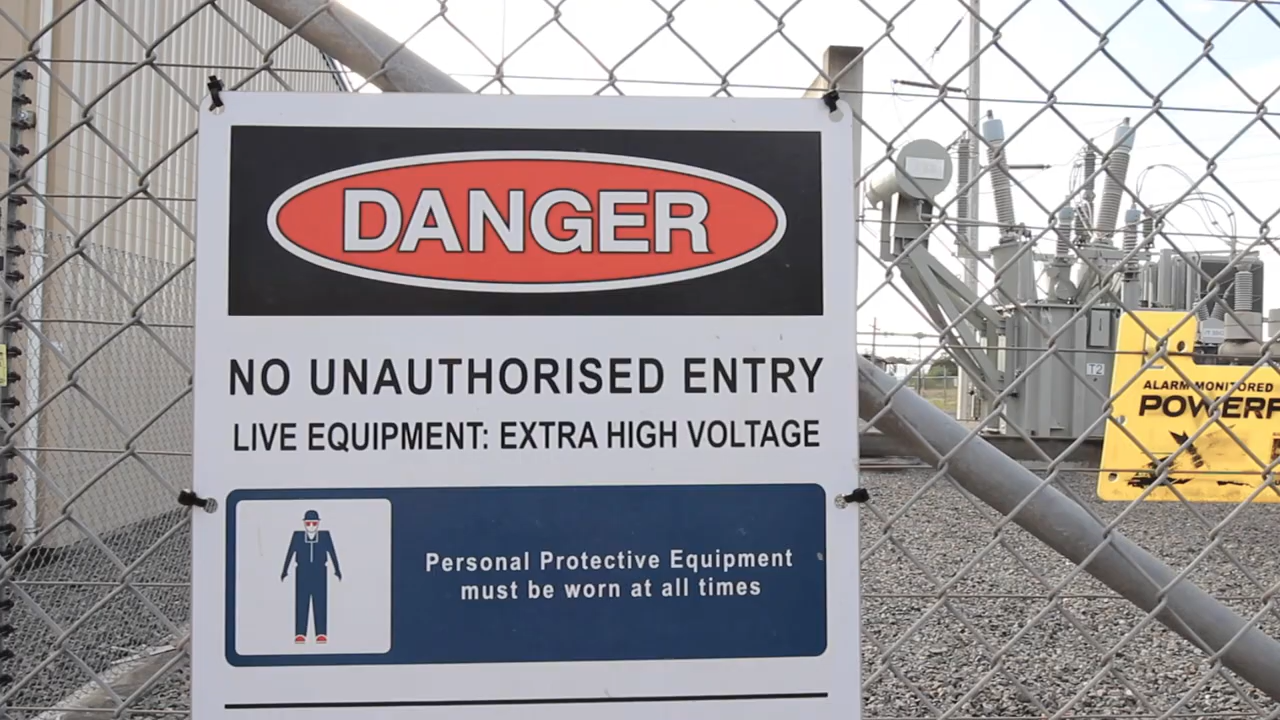 DANGER
NO UNAUTHORISED ENTRY
LIVE EQUIPMENT: EXTRA HIGH VOLTAGE
Personal Protective Equipment
must be worn at all times
T2
ALARM MONITORED